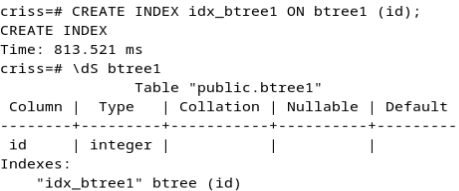 criss=# CREATE INDEX idx_btree1 ON btree1 (id);
CREATE INDEX
Time: 813.521 ms
criss=# \dS btree1
              Table "public.btree1"
 Column |  Type   | Collation | Nullable | Default
--------+---------+-----------+----------+---------
 id     | integer |           |          |
Indexes:
    "idx_btree1" btree (id)